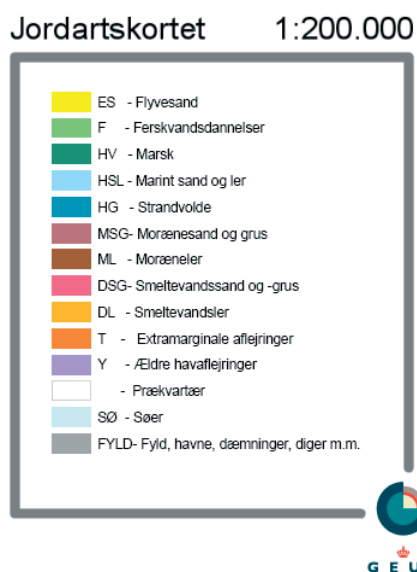 Jordartskortet 1:200.000
ES - Flyvesand
F - Ferskvandsdannelser
HV - Marsk
HSL - Marint sand og ler
HG - Strandvolde
MSG- Morænesand og grus
ML - Moræneler
DSG- Smeltevandssand og -grus
DL - Smeltevandsler
T - Extramarginale aflejringer
Y - Ældre havaflejringer
- Prækvartær
SØ - Søer
FYLD- Fyld, havne, dæmninger, diger m.m.
G E U